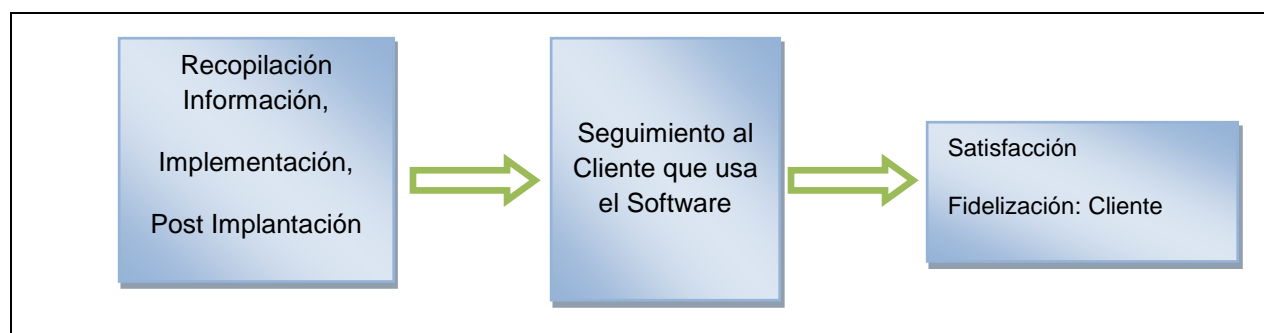 Recopilación
Información,
Implementación,
Post Implantación
Seguimiento al
Cliente que usa
el Software
Satisfacción
Fidelización: Cliente